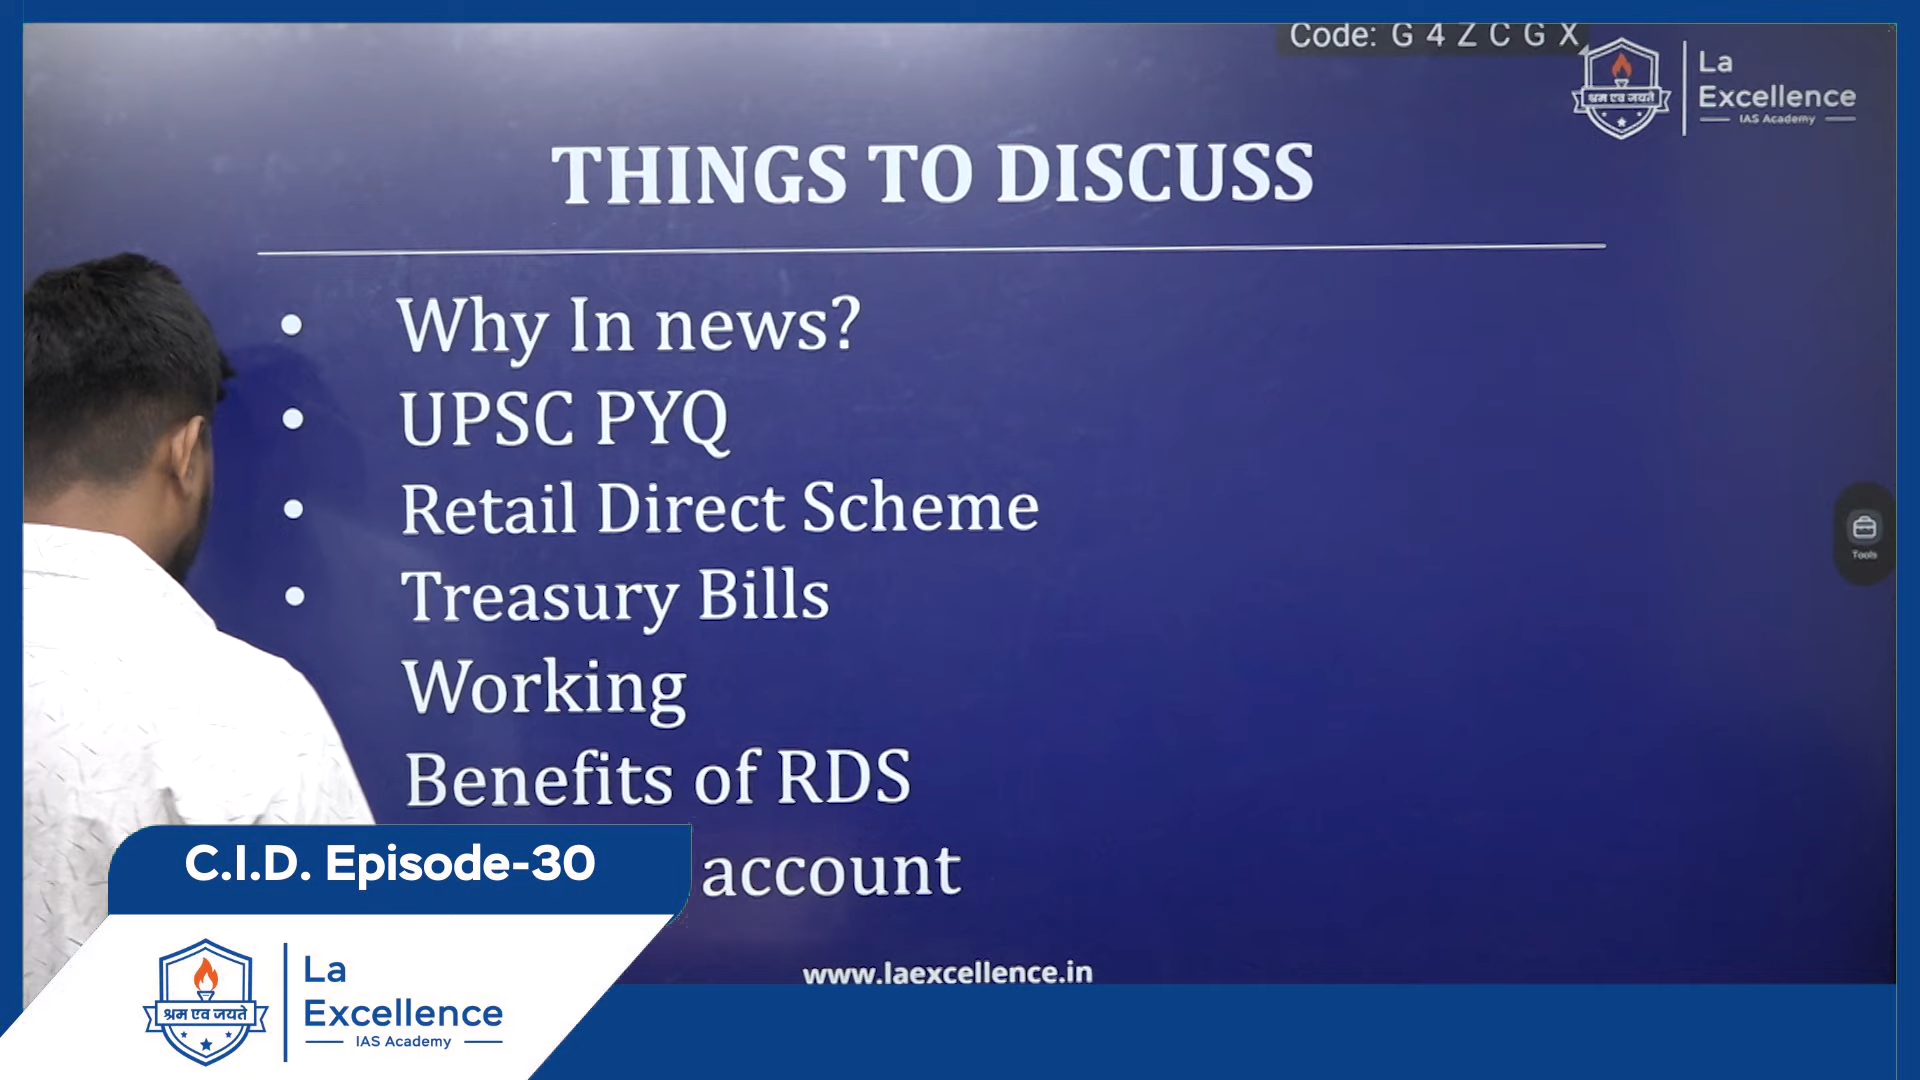 Code: G 4 Z C G X
श्रम एव जयते
La
Excellence
IAS Academy
THINGS TO DISCUSS
• Why In news?
• UPSC PYQ
• Retail Direct Scheme
• Treasury Bills
Working
Benefits of RDS
account
Tools
C.I.D. Episode-30
www.laexcellence.in
श्रम एव जयते
La
Excellence
IAS Academy